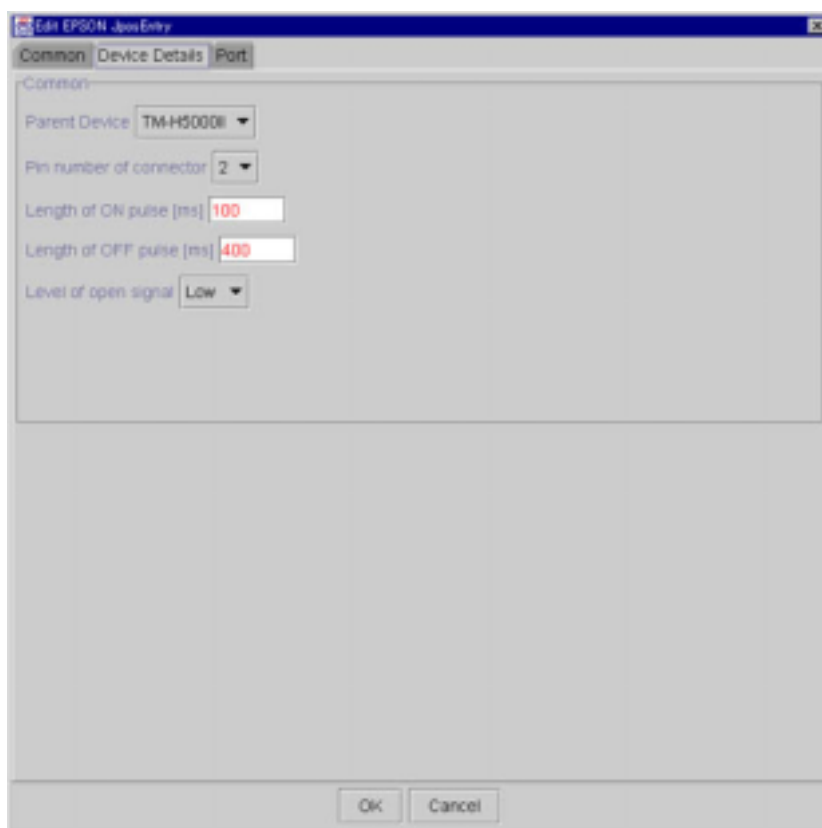 Edit EPSON JposEntry
Common Device Details Port
Common
Parent Device TM-H5000II
Pin number of connector 2
Length of ON pulse [ms] 100
Length of OFF pulse [ms] 400
Level of open signal Low
OK Cancel